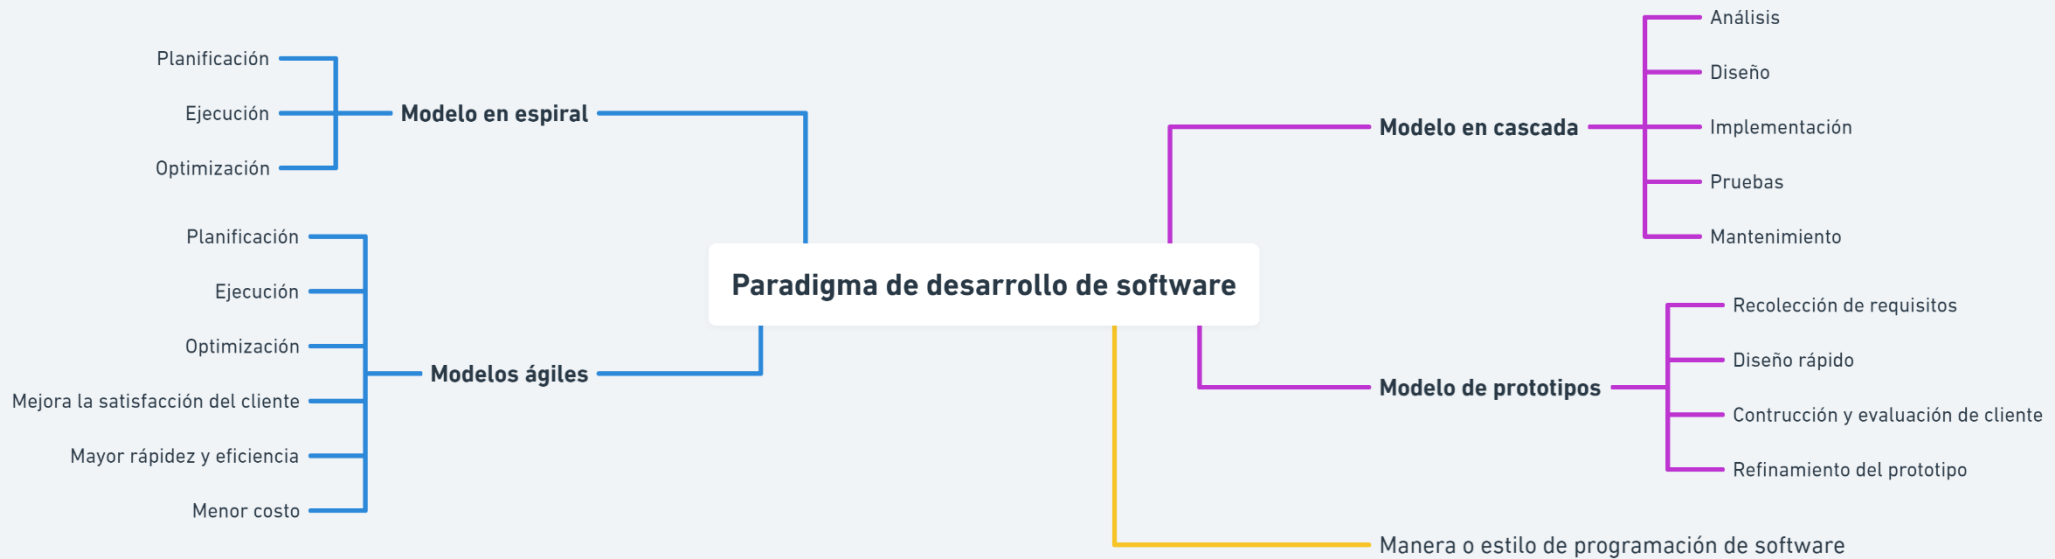 Paradigma de desarrollo de software
Modelo en espiral
Planificación
Ejecución
Optimización
Modelos ágiles
Planificación
Ejecución
Optimización
Mejora la satisfacción del cliente
Mayor rápidez y eficiencia
Menor costo
Modelo en cascada
Análisis
Diseño
Implementación
Pruebas
Mantenimiento
Modelo de prototipos
Recolección de requisitos
Diseño rápido
Contrucción y evaluación de cliente
Refinamiento del prototipo
Manera o estilo de programación de software